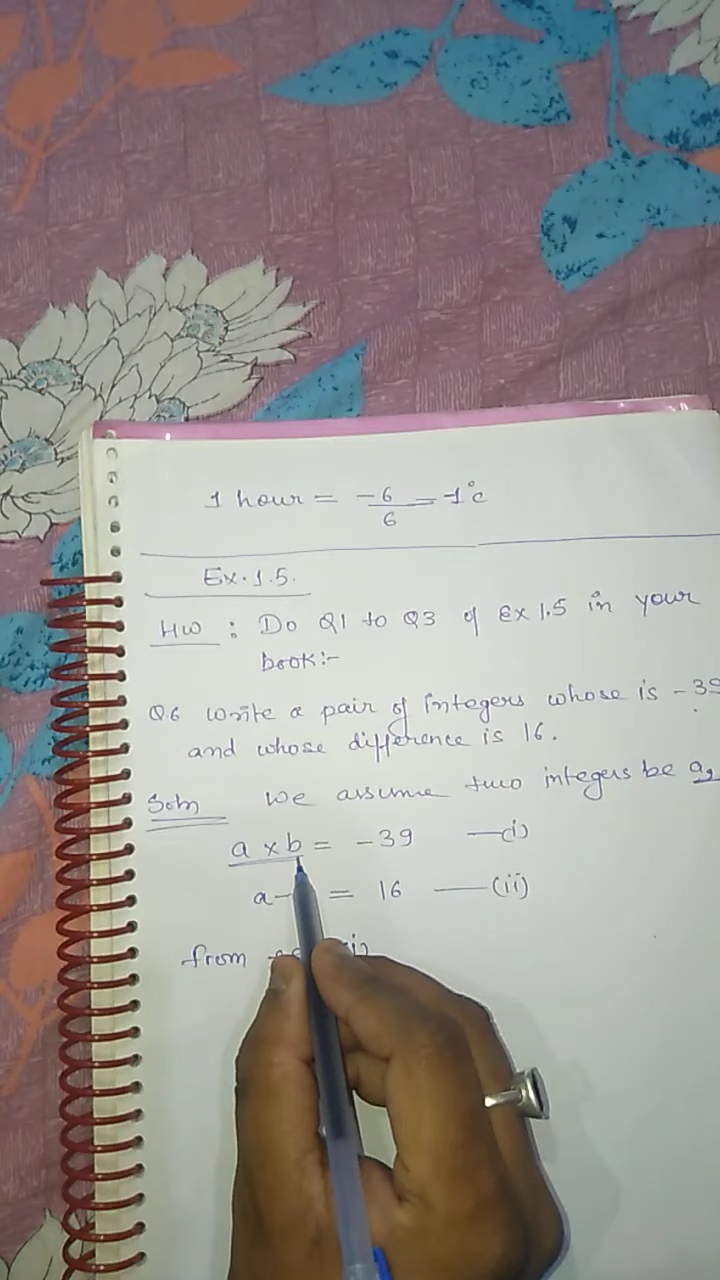 1 hour = -6/6 = -1°c
Ex. 1.5.
HW : Do Q1 to Q3 of Ex 1.5 in your
book:-
Q.6 Write a pair of integers whose is -39
and whose difference is 16.
Soln We assume two integers be a,
a × b = -39 —(i)
a- = 16 —(ii)
from